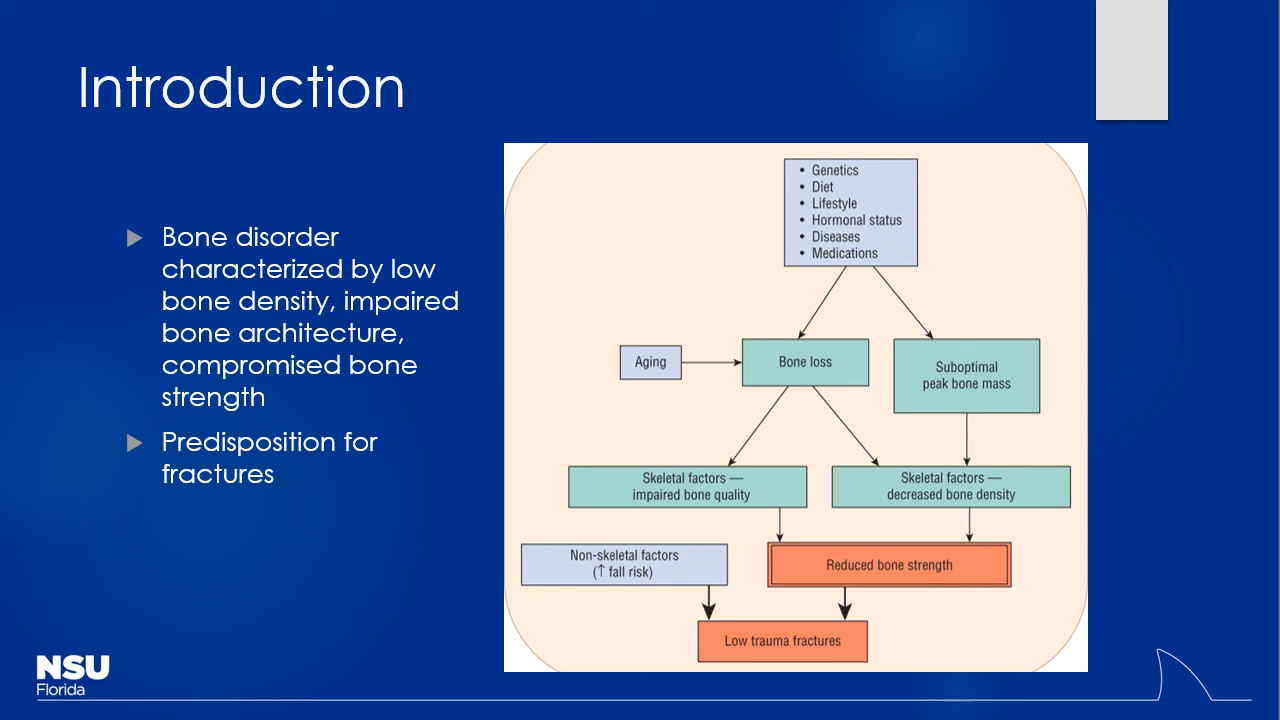 Introduction
▶ Bone disorder
characterized by low
bone density, impaired
bone architecture,
compromised bone
strength
▶ Predisposition for
fractures
• Genetics
• Diet
• Lifestyle
• Hormonal status
• Diseases
• Medications
Aging
Bone loss
Suboptimal
peak bone mass
Skeletal factors —
impaired bone quality
Skeletal factors —
decreased bone density
Non-skeletal factors
(↑ fall risk)
Reduced bone strength
Low trauma fractures
NSU
Florida